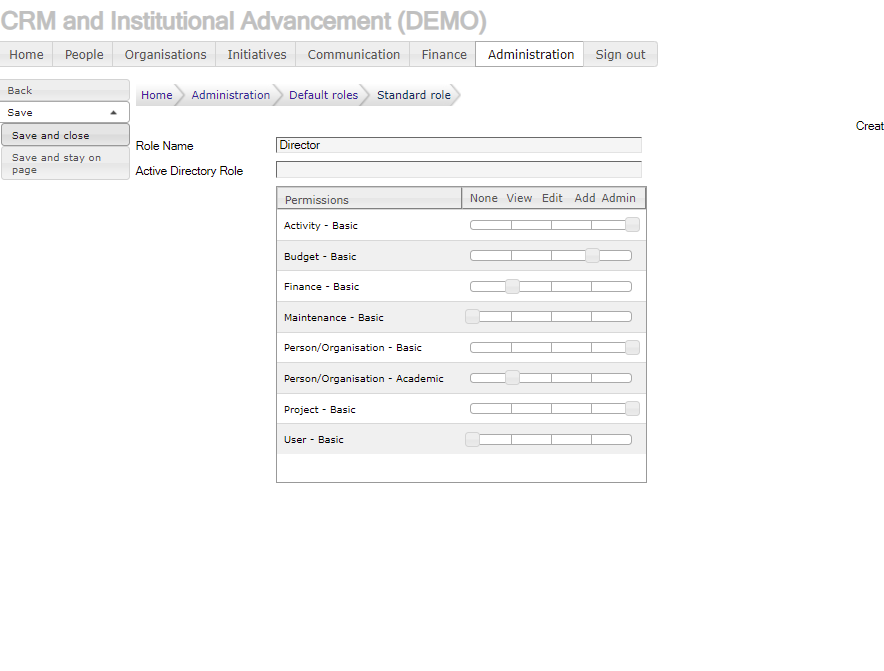 CRM and Institutional Advancement (DEMO)
Home People Organisations Initiatives Communication Finance Administration Sign out
Back
Save
Save and close
Save and stay on
page
Home Administration Default roles Standard role
Creat
Role Name Director
Active Directory Role
Permissions None View Edit Add Admin
Activity - Basic
Budget - Basic
Finance - Basic
Maintenance - Basic
Person/Organisation - Basic
Person/Organisation - Academic
Project - Basic
User - Basic